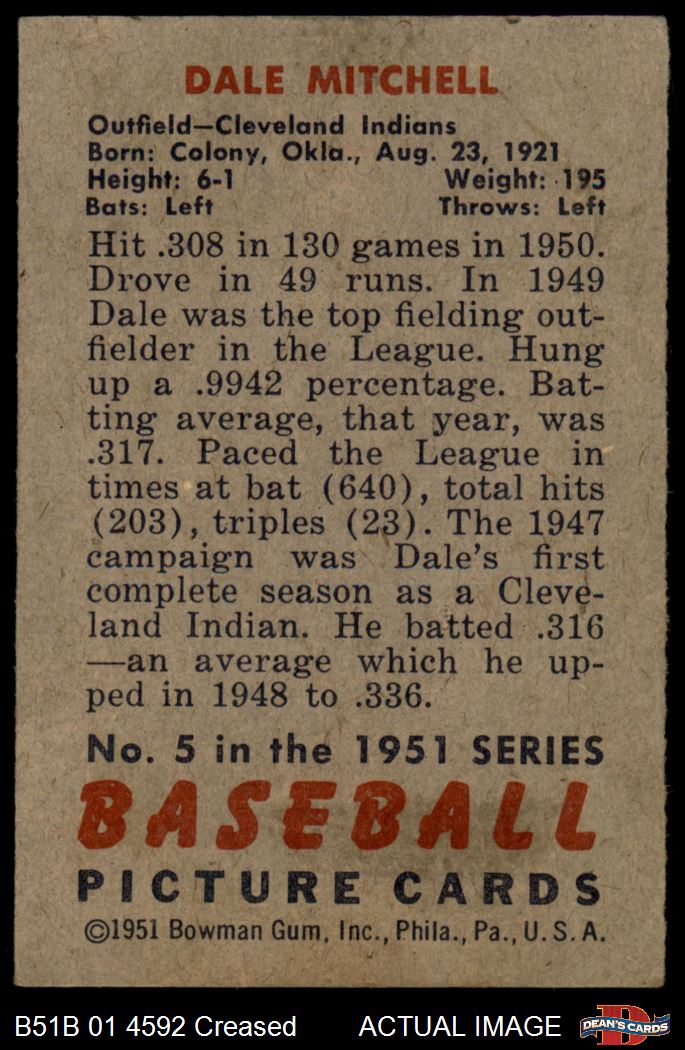 DALE MITCHELL
Outfield—Cleveland Indians
Born: Colony, Okla., Aug. 23, 1921
Height: 6-1 Weight: 195
Bats: Left Throws: Left
Hit .308 in 130 games in 1950.
Drove in 49 runs. In 1949
Dale was the top fielding out-
fielder in the League. Hung
up a .9942 percentage. Bat-
ting average, that year, was
.317. Paced the League in
times at bat (640), total hits
(203), triples (23). The 1947
campaign was Dale's first
complete season as a Cleve-
land Indian. He batted .316
—an average which he up-
ped in 1948 to .336.
No. 5 in the 1951 SERIES
BASEBALL
PICTURE CARDS
©1951 Bowman Gum, Inc., Phila., Pa., U.S.A.
B51B 01 4592 Creased ACTUAL IMAGE
DEAN'S CARDS